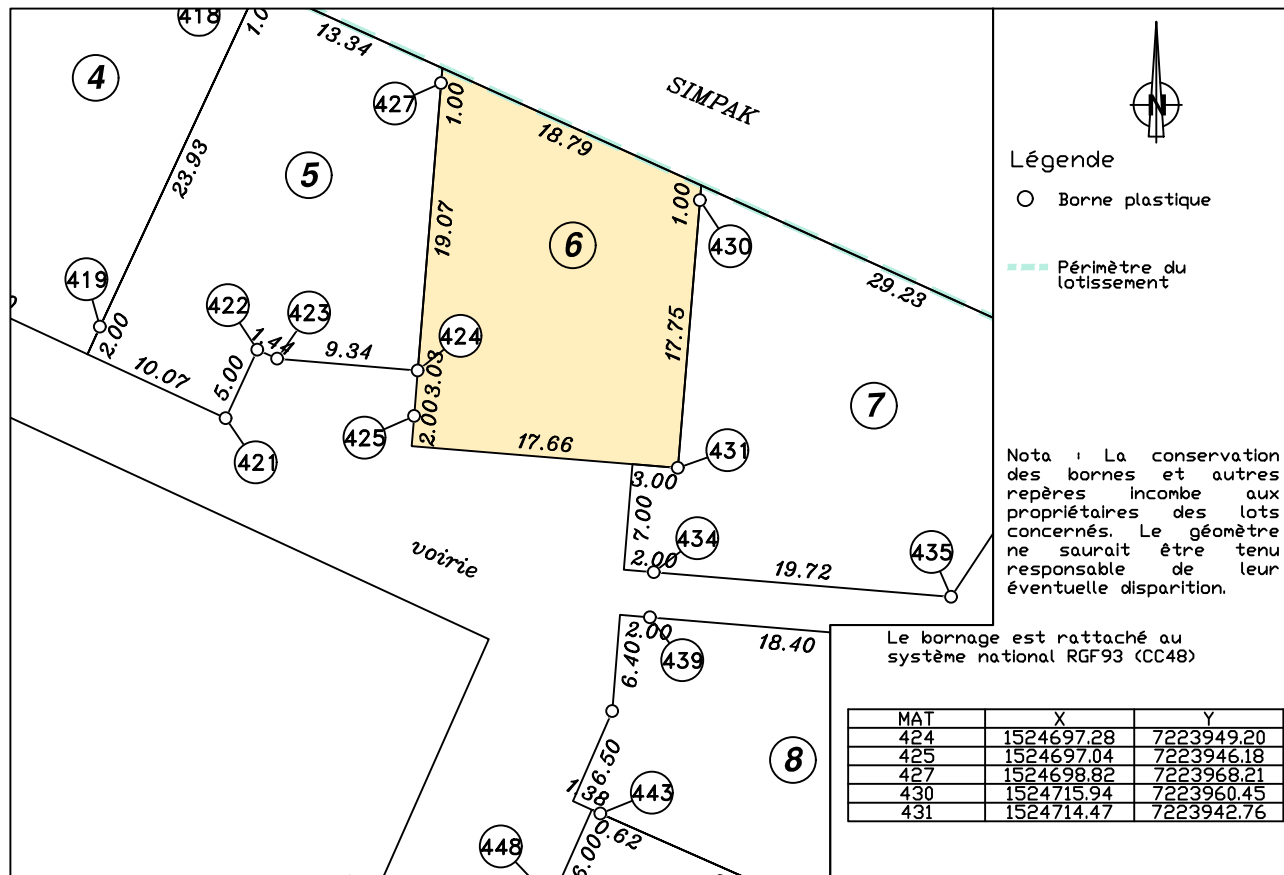 418
1.0
13.34
4
427
1.00
SIMPAK
18.79
N
Légende
Borne plastique
23.93
5
19.07
6
1.00
430
Périmètre du
lotissement
29.23
419
2.00
422
423
1.44
9.34
424
17.75
10.07
5.00
3.03
7
421
425
2.00
17.66
431
3.00
7.00
Nota : La conservation
des bornes et autres
repères incombe aux
propriétaires des lots
concernés. Le géomètre
ne saurait être tenu
responsable de leur
éventuelle disparition.
voirie
434
2.00
19.72
435
2.00
439
18.40
6.40
Le bornage est rattaché au
système national RGF93 (CC48)
6.50
8
1.38
443
0.62
448
6.00
MAT X Y
424 1524697.28 7223949.20
425 1524697.04 7223946.18
427 1524698.82 7223968.21
430 1524715.94 7223960.45
431 1524714.47 7223942.76